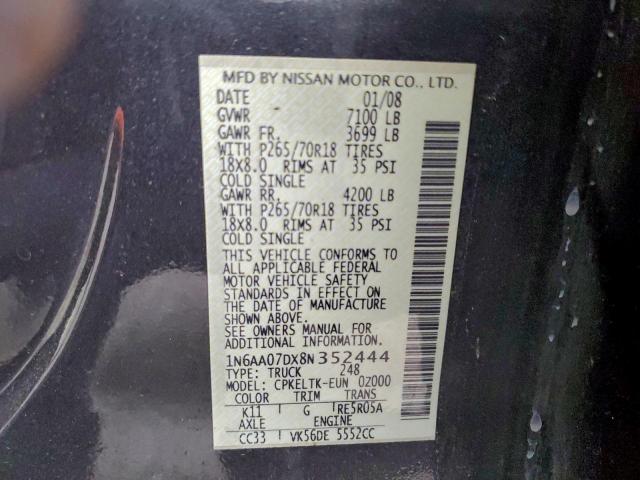 MFD BY NISSAN MOTOR CO., LTD.
DATE 01/08
GVWR 7100 LB
GAWR FR. 3699 LB
WITH P265/70R18 TIRES
18X8.0 RIMS AT 35 PSI
COLD SINGLE
GAWR RR. 4200 LB
WITH P265/70R18 TIRES
18X8.0 RIMS AT 35 PSI
COLD SINGLE
THIS VEHICLE CONFORMS TO
ALL APPLICABLE FEDERAL
MOTOR VEHICLE SAFETY
STANDARDS IN EFFECT ON
THE DATE OF MANUFACTURE
SHOWN ABOVE.
SEE OWNERS MANUAL FOR
ADDITIONAL INFORMATION.
1N6AA07DX8N352444
TYPE: TRUCK 248
MODEL: CPKELTK-EUN 0Z000
COLOR TRIM TRANS
K11 G RE5R05A
AXLE ENGINE
CC33 VK56DE 5552CC